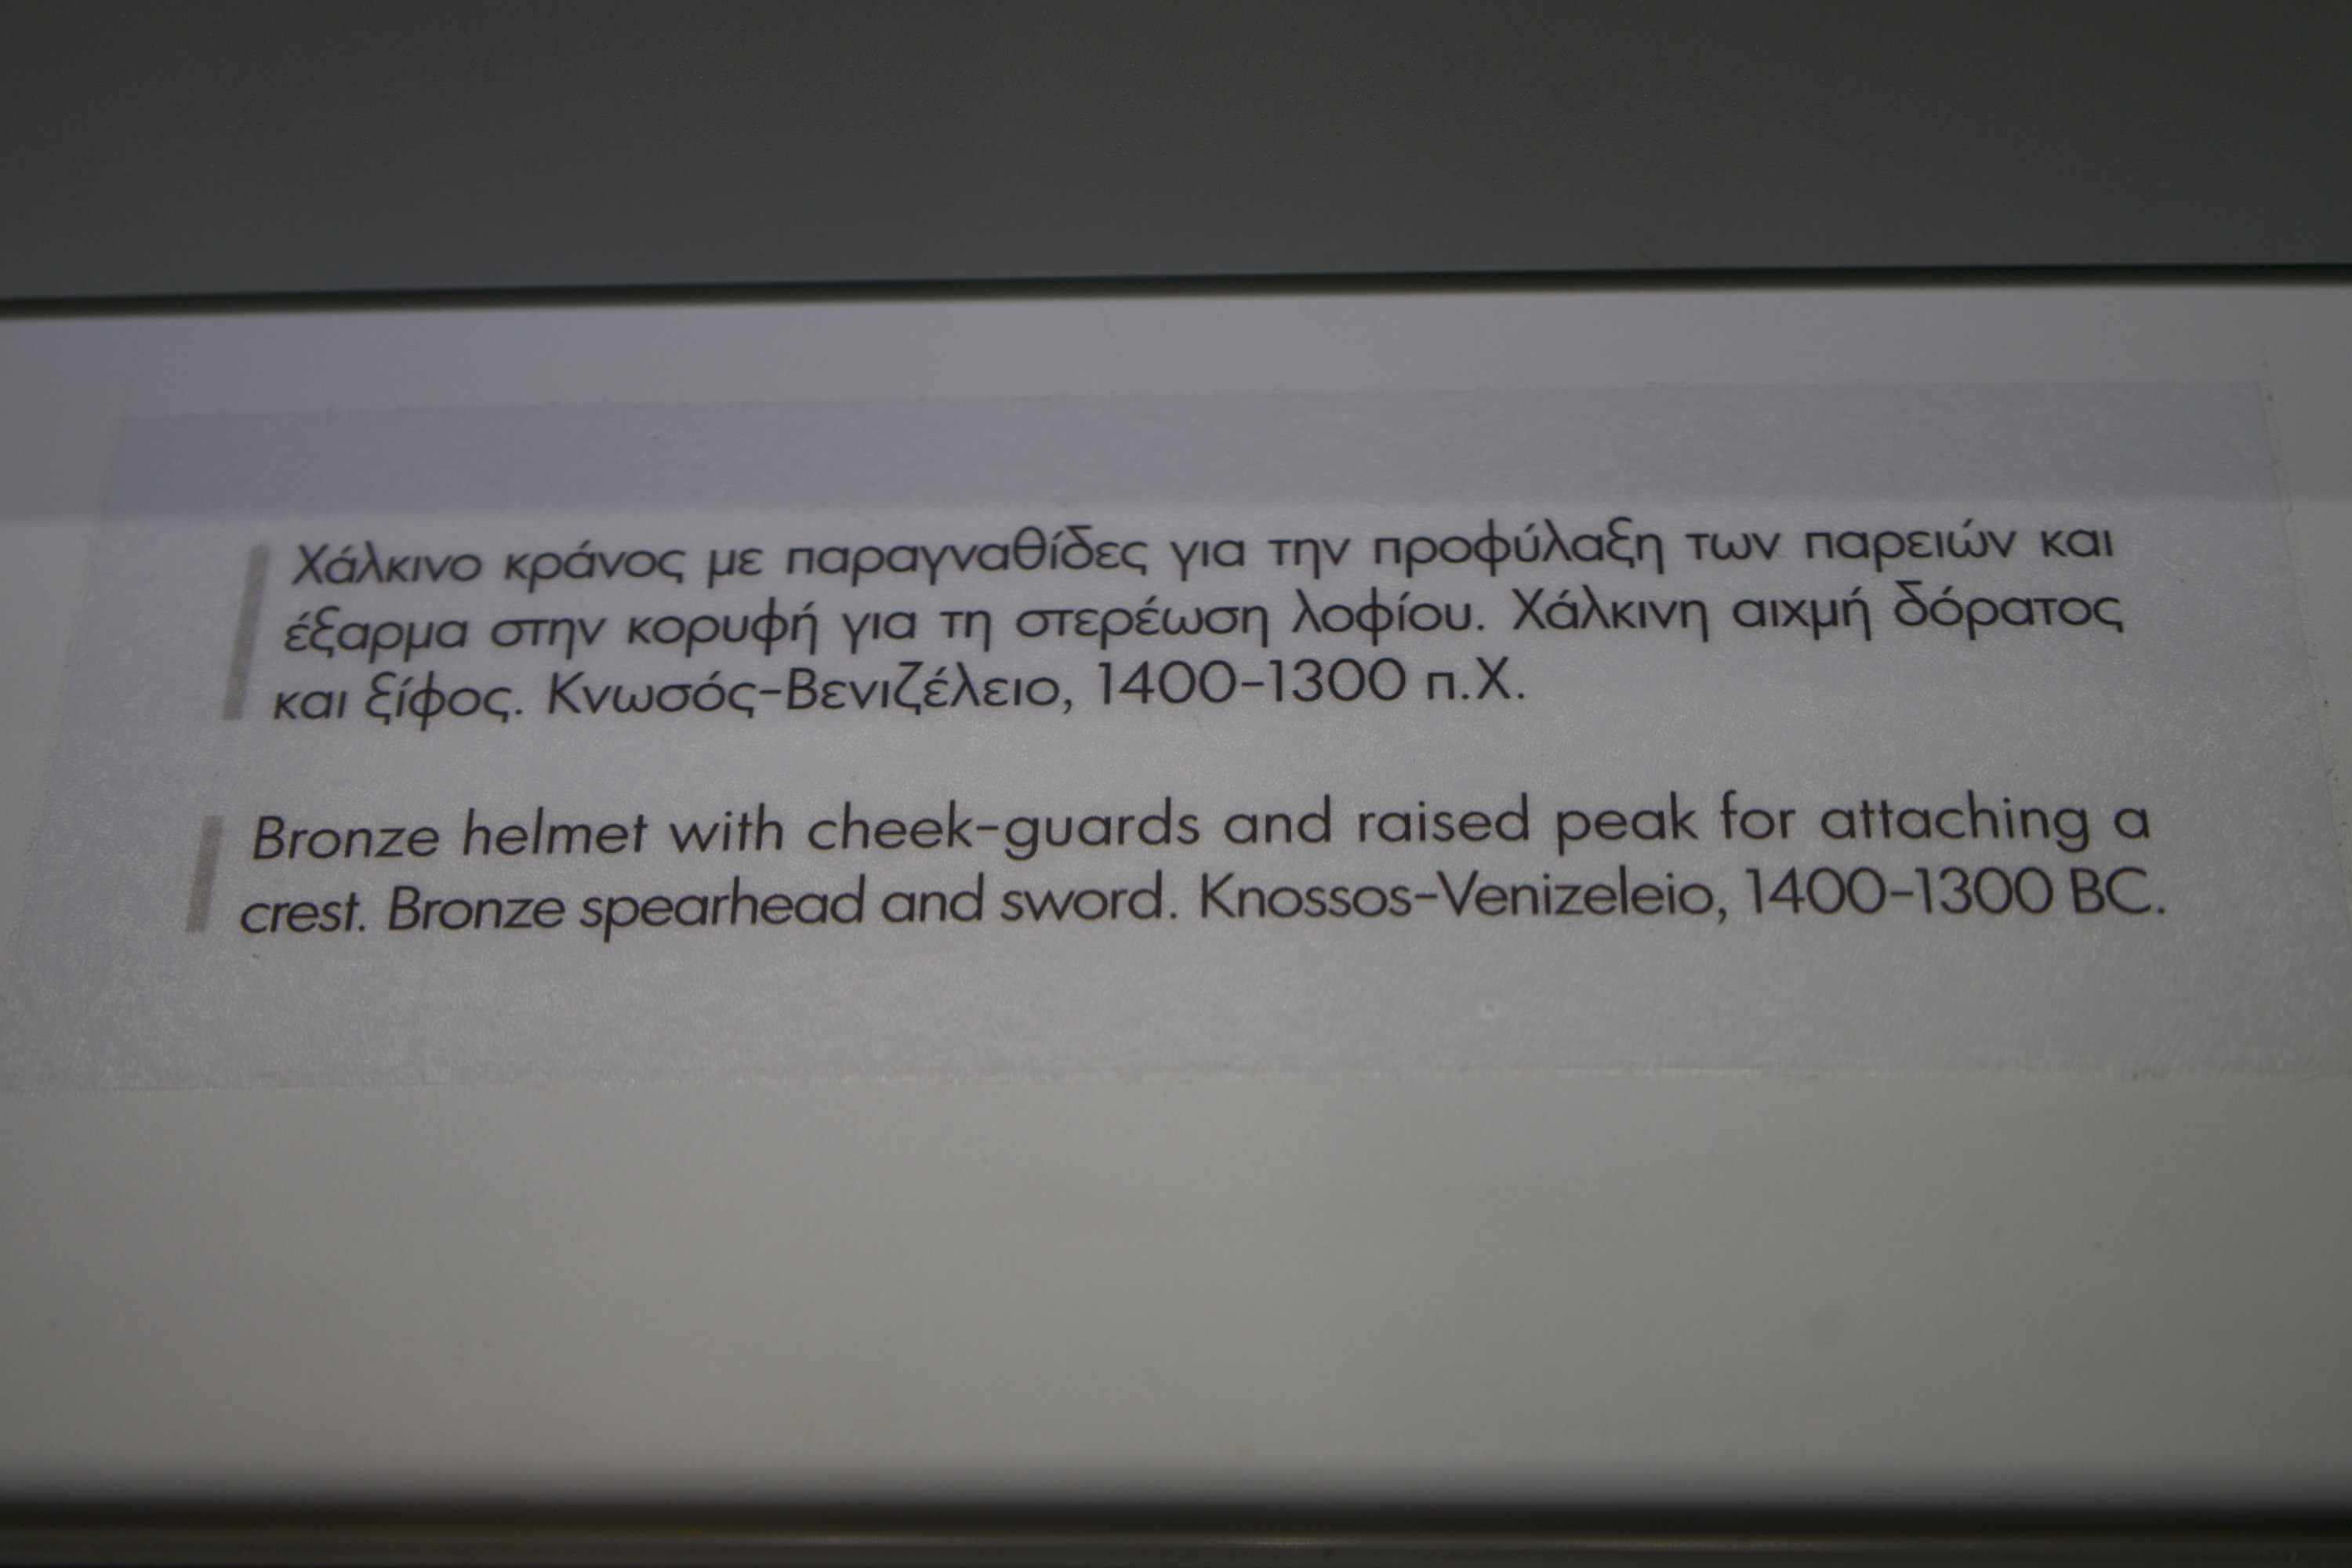 Χάλκινο κράνος με παραγναθίδες για την προφύλαξη των παρειών και
έξαρμα στην κορυφή για τη στερέωση λοφίου. Χάλκινη αιχμή δόρατος
και ξίφος. Κνωσός-Βενιζέλειο, 1400-1300 π.Χ.
Bronze helmet with cheek-guards and raised peak for attaching a
crest. Bronze spearhead and sword. Knossos-Venizeleio, 1400-1300 BC.